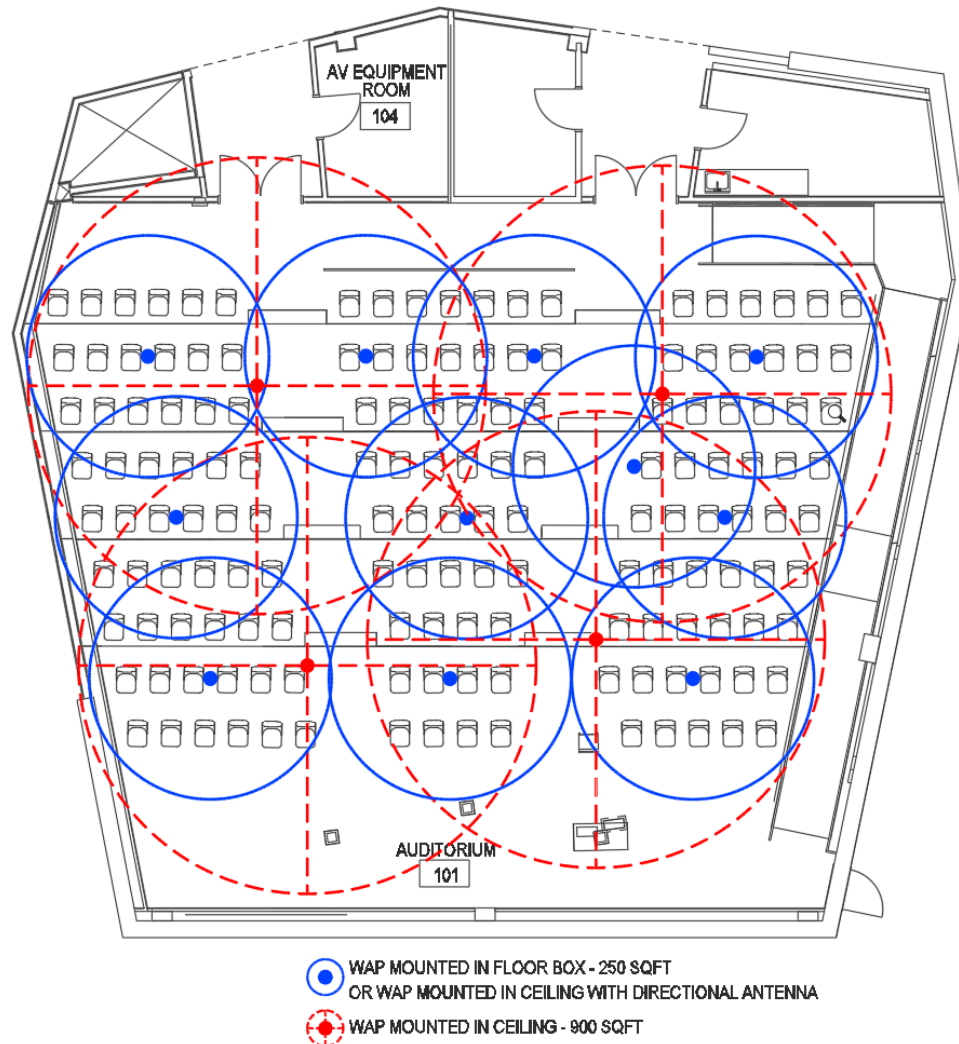 AV EQUIPMENT
ROOM
104
AUDITORIUM
101
WAP MOUNTED IN FLOOR BOX - 250 SQFT
OR WAP MOUNTED IN CEILING WITH DIRECTIONAL ANTENNA
WAP MOUNTED IN CEILING - 900 SQFT